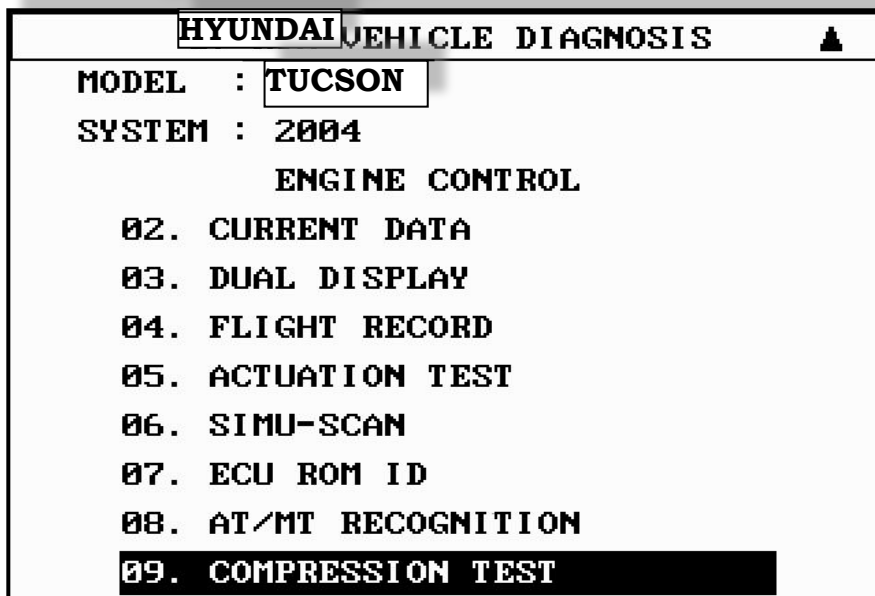 HYUNDAI VEHICLE DIAGNOSIS
MODEL : TUCSON
SYSTEM : 2004
ENGINE CONTROL
02. CURRENT DATA
03. DUAL DISPLAY
04. FLIGHT RECORD
05. ACTUATION TEST
06. SIMU-SCAN
07. ECU ROM ID
08. AT/MT RECOGNITION
09. COMPRESSION TEST